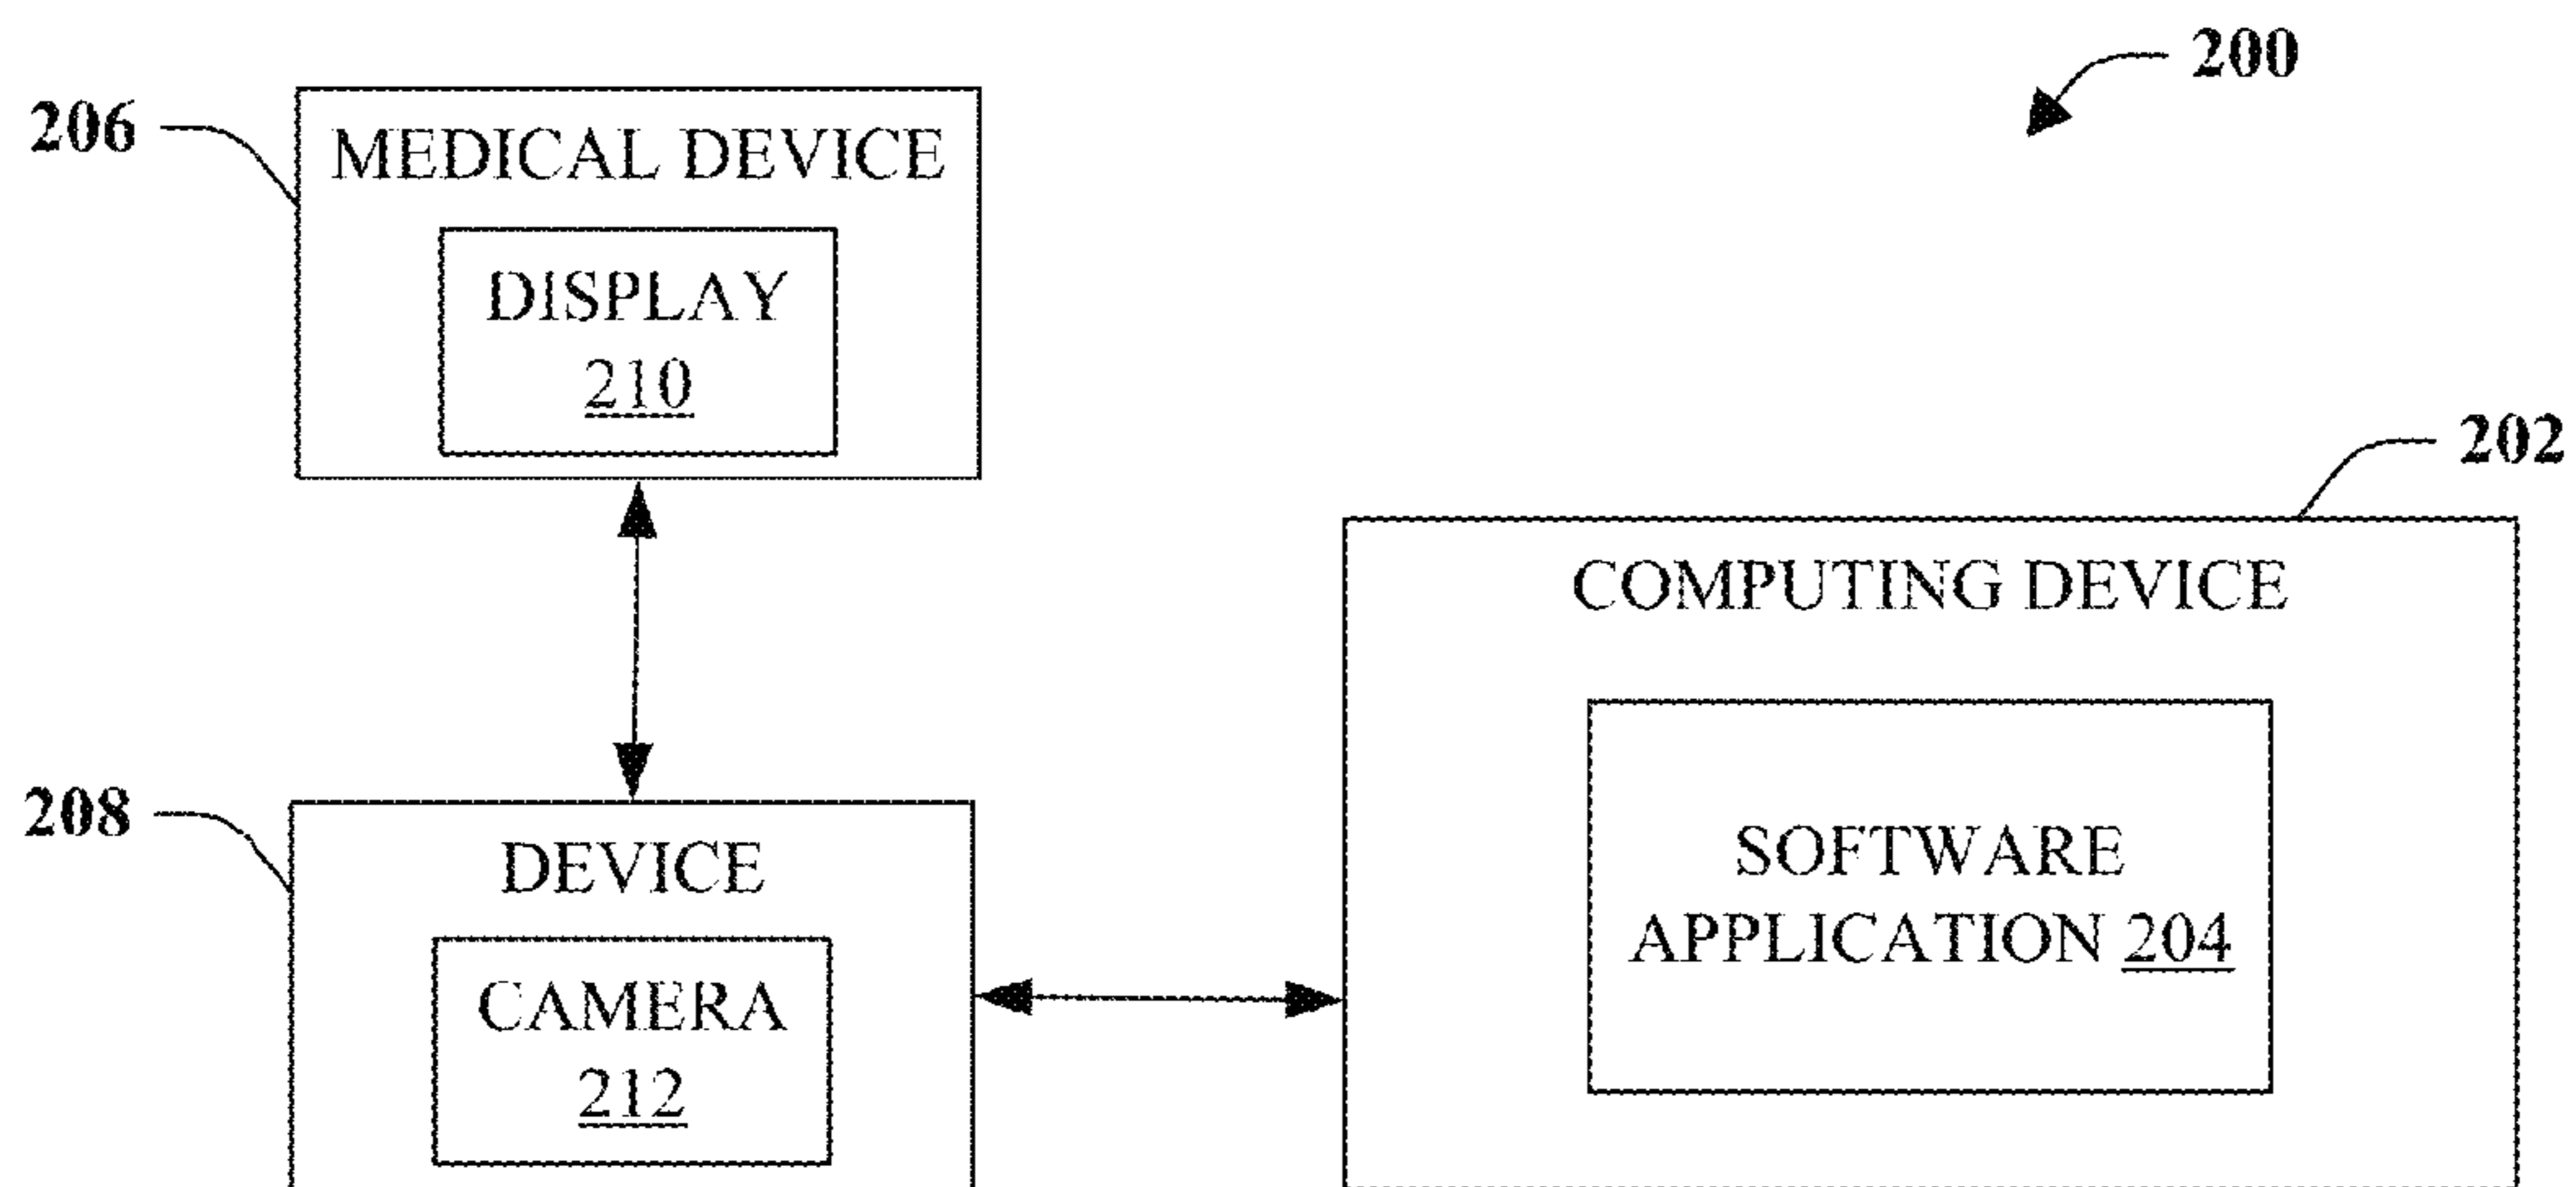 200
206
MEDICAL DEVICE
DISPLAY
210
202
COMPUTING DEVICE
208
DEVICE
SOFTWARE
APPLICATION 204
CAMERA
212